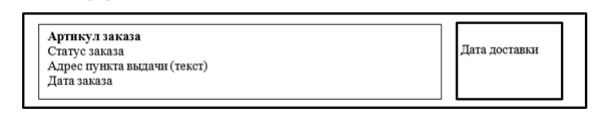 Артикул заказа
Статус заказа
Адрес пункта выдачи (текст)
Дата заказа
Дата доставки